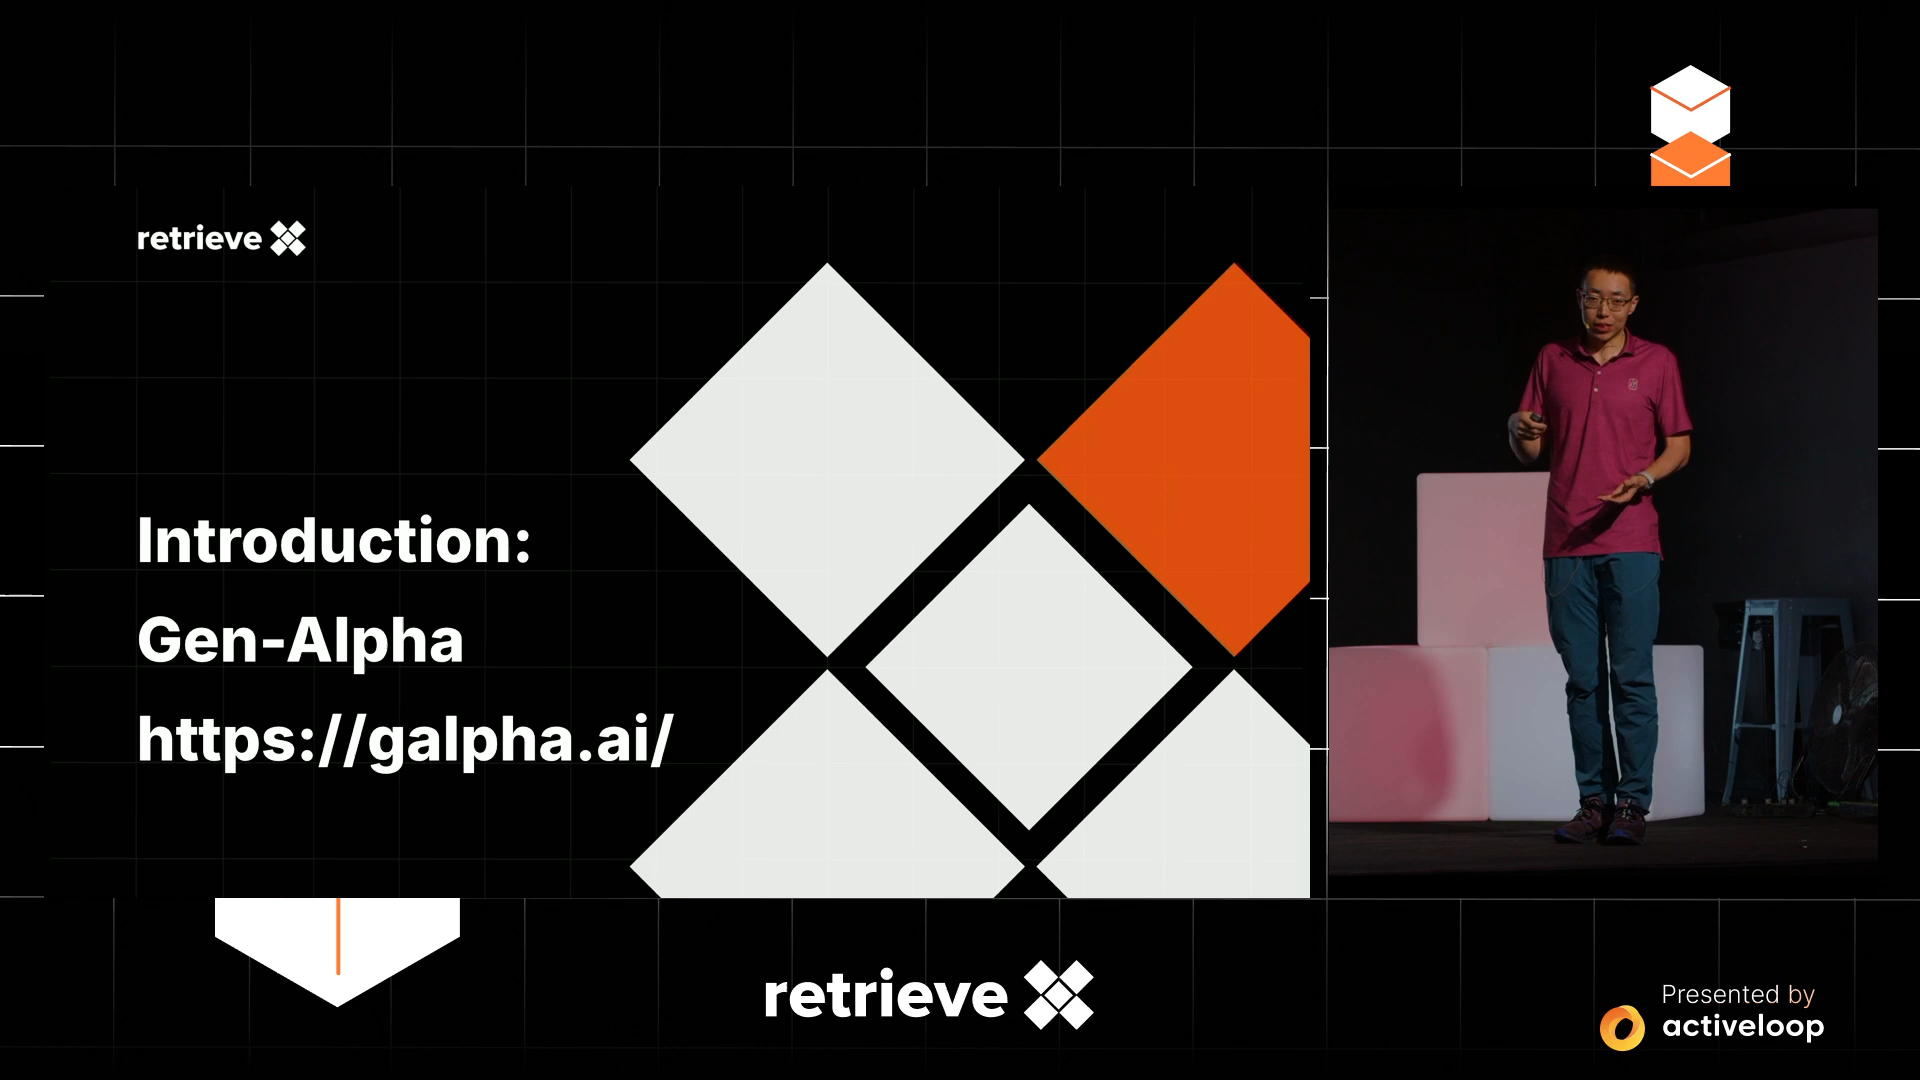 retrieve
Introduction:
Gen-Alpha
https://galpha.ai/
retrieve
Presented by
activeloop